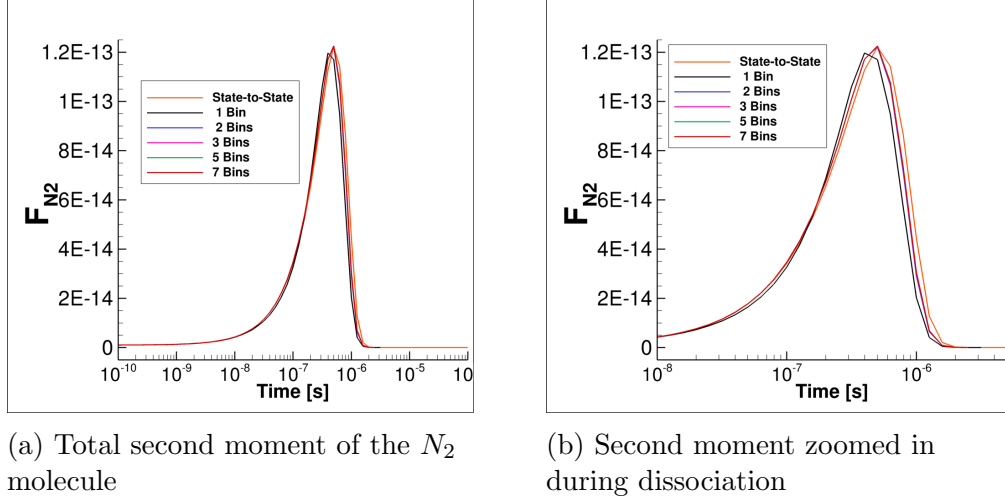 1.2E-13
1E-13
8E-14
6E-14
4E-14
2E-14
0
F_N2
State-to-State
1 Bin
2 Bins
3 Bins
5 Bins
7 Bins
10^-10
10^-9
10^-8
10^-7
10^-6
10^-5
10
Time [s]
(a) Total second moment of the N_2
molecule
1.2E-13
1E-13
8E-14
6E-14
4E-14
2E-14
0
F_N2
State-to-State
1 Bin
2 Bins
3 Bins
5 Bins
7 Bins
10^-8
10^-7
10^-6
Time [s]
(b) Second moment zoomed in
during dissociation